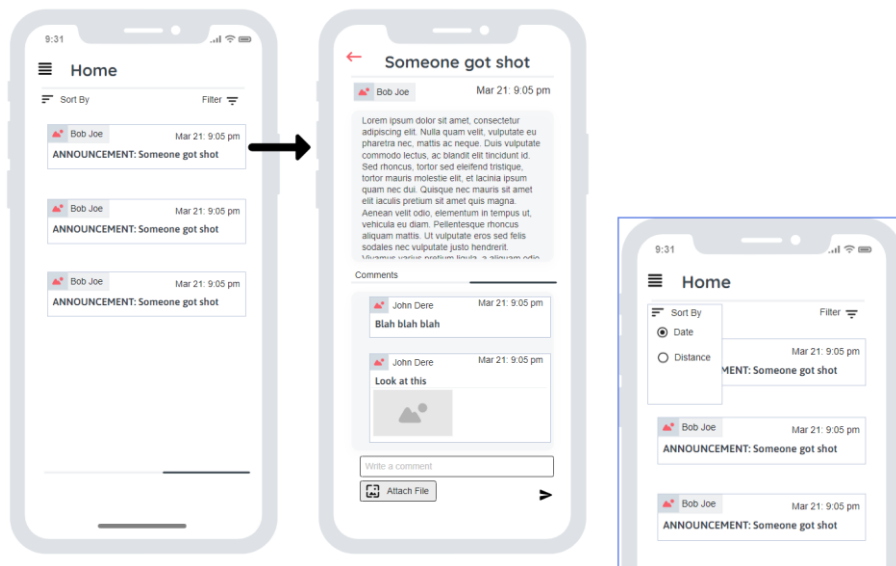 9:31
Home
Sort By
Filter
Bob Joe
Mar 21: 9:05 pm
ANNOUNCEMENT: Someone got shot
Bob Joe
Mar 21: 9:05 pm
ANNOUNCEMENT: Someone got shot
Bob Joe
Mar 21: 9:05 pm
ANNOUNCEMENT: Someone got shot
Someone got shot
Bob Joe
Mar 21: 9:05 pm
Lorem ipsum dolor sit amet, consectetur
adipiscing elit. Nulla quam velit, vulputate eu
pharetra nec, mattis ac neque. Duis vulputate
commodo lectus, ac blandit elit tincidunt id.
Sed rhoncus, tortor sed eleifend tristique,
tortor mauris molestie elit, et lacinia ipsum
quam nec dui. Quisque nec mauris sit amet
elit iaculis pretium sit amet quis magna.
Aenean velit odio, elementum in tempus ut,
vehicula eu diam. Pellentesque rhoncus
aliquam mattis. Ut vulputate eros sed felis
sodales nec vulputate justo hendrerit.
Vivamus varius pretium ligula, a aliquam odio
Comments
John Dere
Mar 21: 9:05 pm
Blah blah blah
John Dere
Mar 21: 9:05 pm
Look at this
Write a comment
Attach File
9:31
Home
Sort By
Filter
Date
Distance
Mar 21: 9:05 pm
MENT: Someone got shot
Bob Joe
Mar 21: 9:05 pm
ANNOUNCEMENT: Someone got shot
Bob Joe
Mar 21: 9:05 pm
ANNOUNCEMENT: Someone got shot